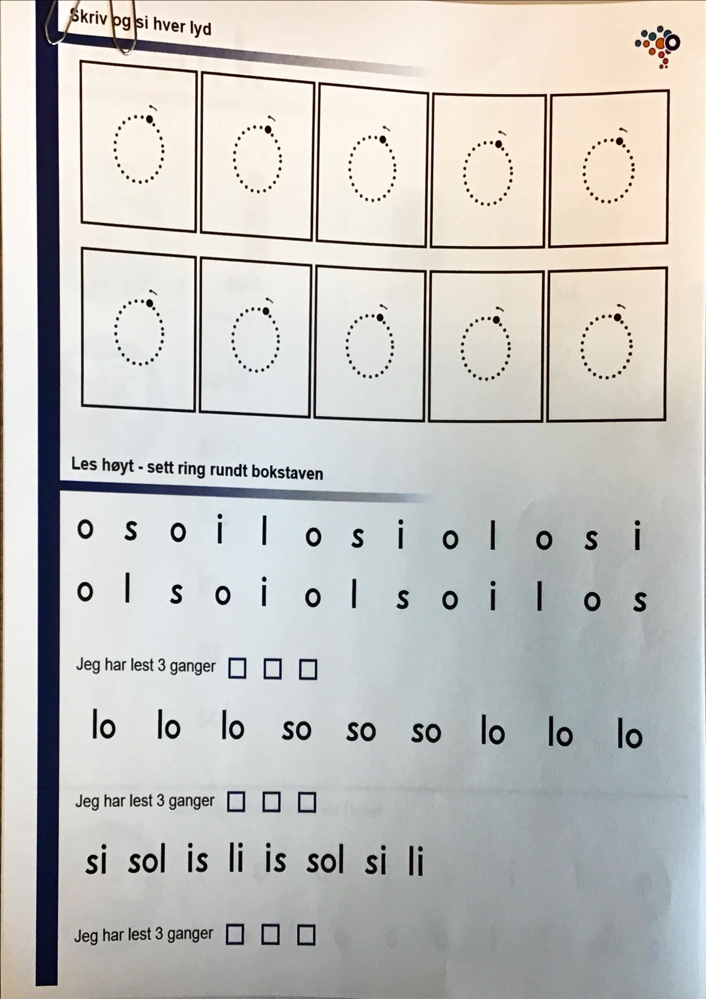 Skriv og si hver lyd
Les høyt - sett ring rundt bokstaven
o s o i l o s i o l o s i
o l s o i o l s o i l o s
Jeg har lest 3 ganger
lo lo lo so so so lo lo lo
Jeg har lest 3 ganger
si sol is li is sol si li
Jeg har lest 3 ganger